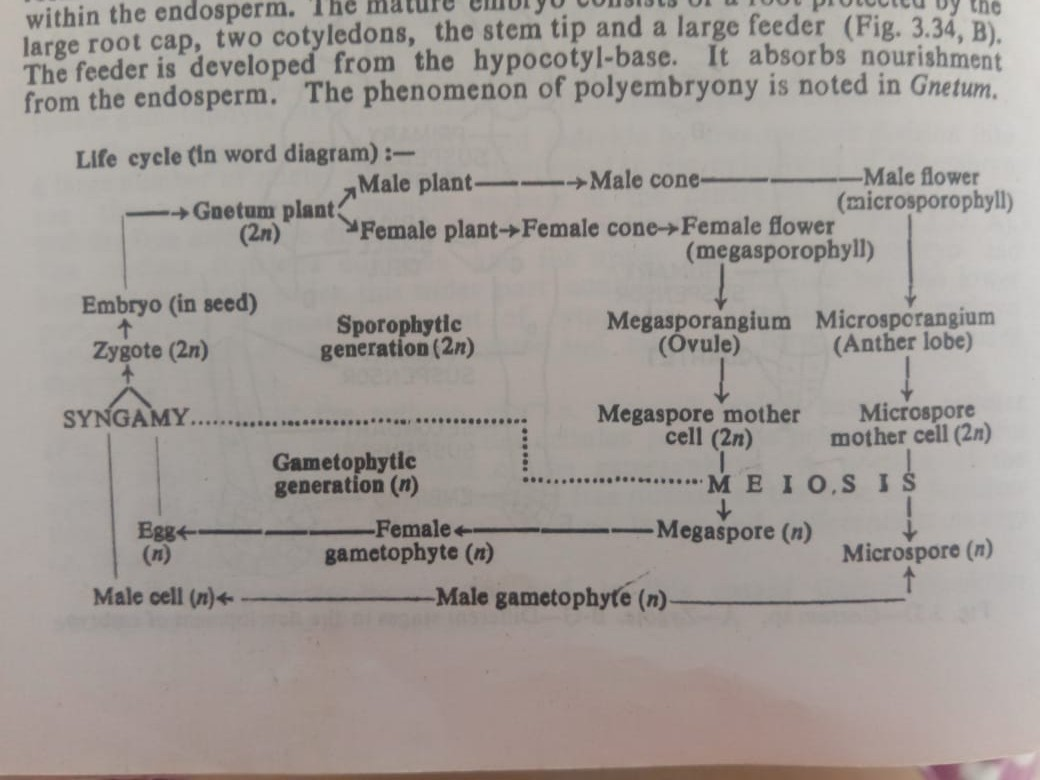 within the endosperm. The mature embryo consists of a root protected by the
large root cap, two cotyledons, the stem tip and a large feeder (Fig. 3.34, B).
The feeder is developed from the hypocotyl-base. It absorbs nourishment
from the endosperm. The phenomenon of polyembryony is noted in Gnetum.
Life cycle (in word diagram) :—
Male plant Male cone Male flower
(microsporophyll)
Gnetum plant
(2n)
Female plant Female cone Female flower
(megasporophyll)
Embryo (in seed)
Zygote (2n)
Sporophytic
generation (2n)
Megasporangium
(Ovule)
Microsporangium
(Anther lobe)
SYNGAMY
Megaspore mother
cell (2n)
Microspore
mother cell (2n)
Gametophytic
generation (n)
M E I O S I S
Egg
(n)
Female
gametophyte (n)
Megaspore (n)
Microspore (n)
Male cell (n) Male gametophyte (n)